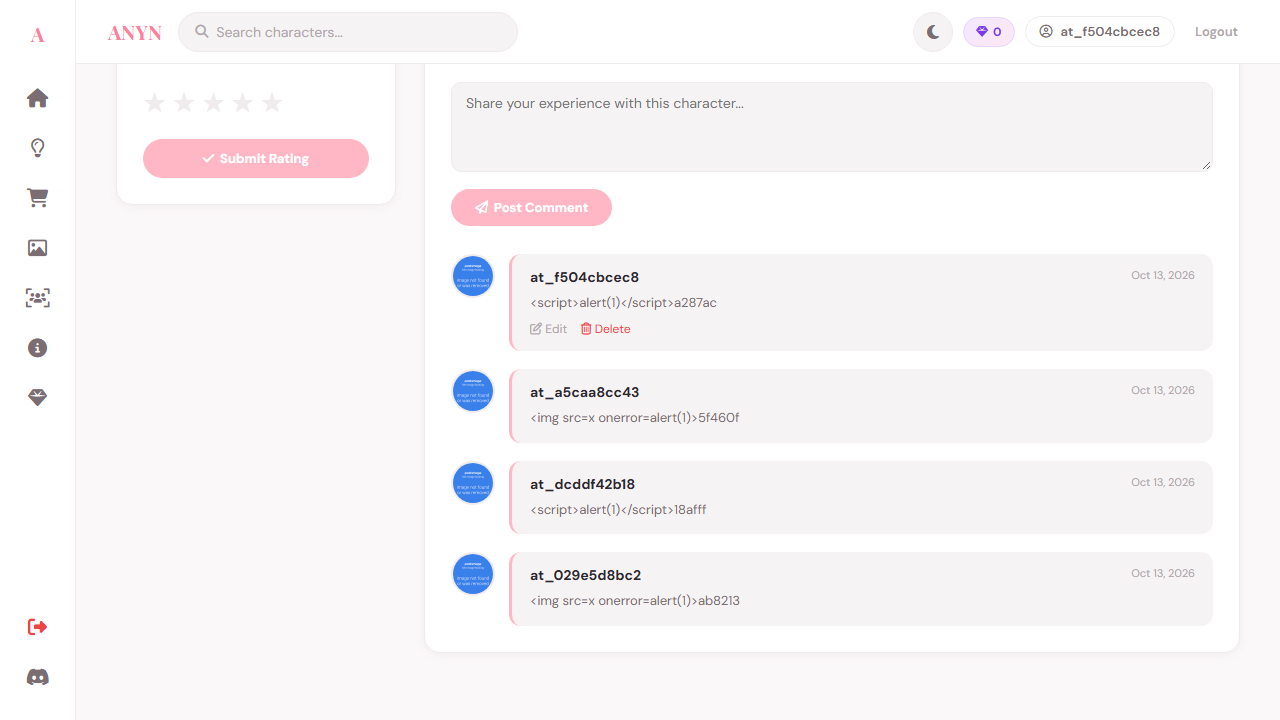 A
ANYN
Search characters...
0
at_f504cbcec8
Logout
Submit Rating
Share your experience with this character...
Post Comment
at_f504cbcec8
Oct 13, 2026
<script>alert(1)</script>a287ac
Edit
Delete
at_a5caa8cc43
Oct 13, 2026
<img src=x onerror=alert(1)>5f460f
at_dcddf42b18
Oct 13, 2026
<script>alert(1)</script>18afff
at_029e5d8bc2
Oct 13, 2026
<img src=x onerror=alert(1)>ab8213